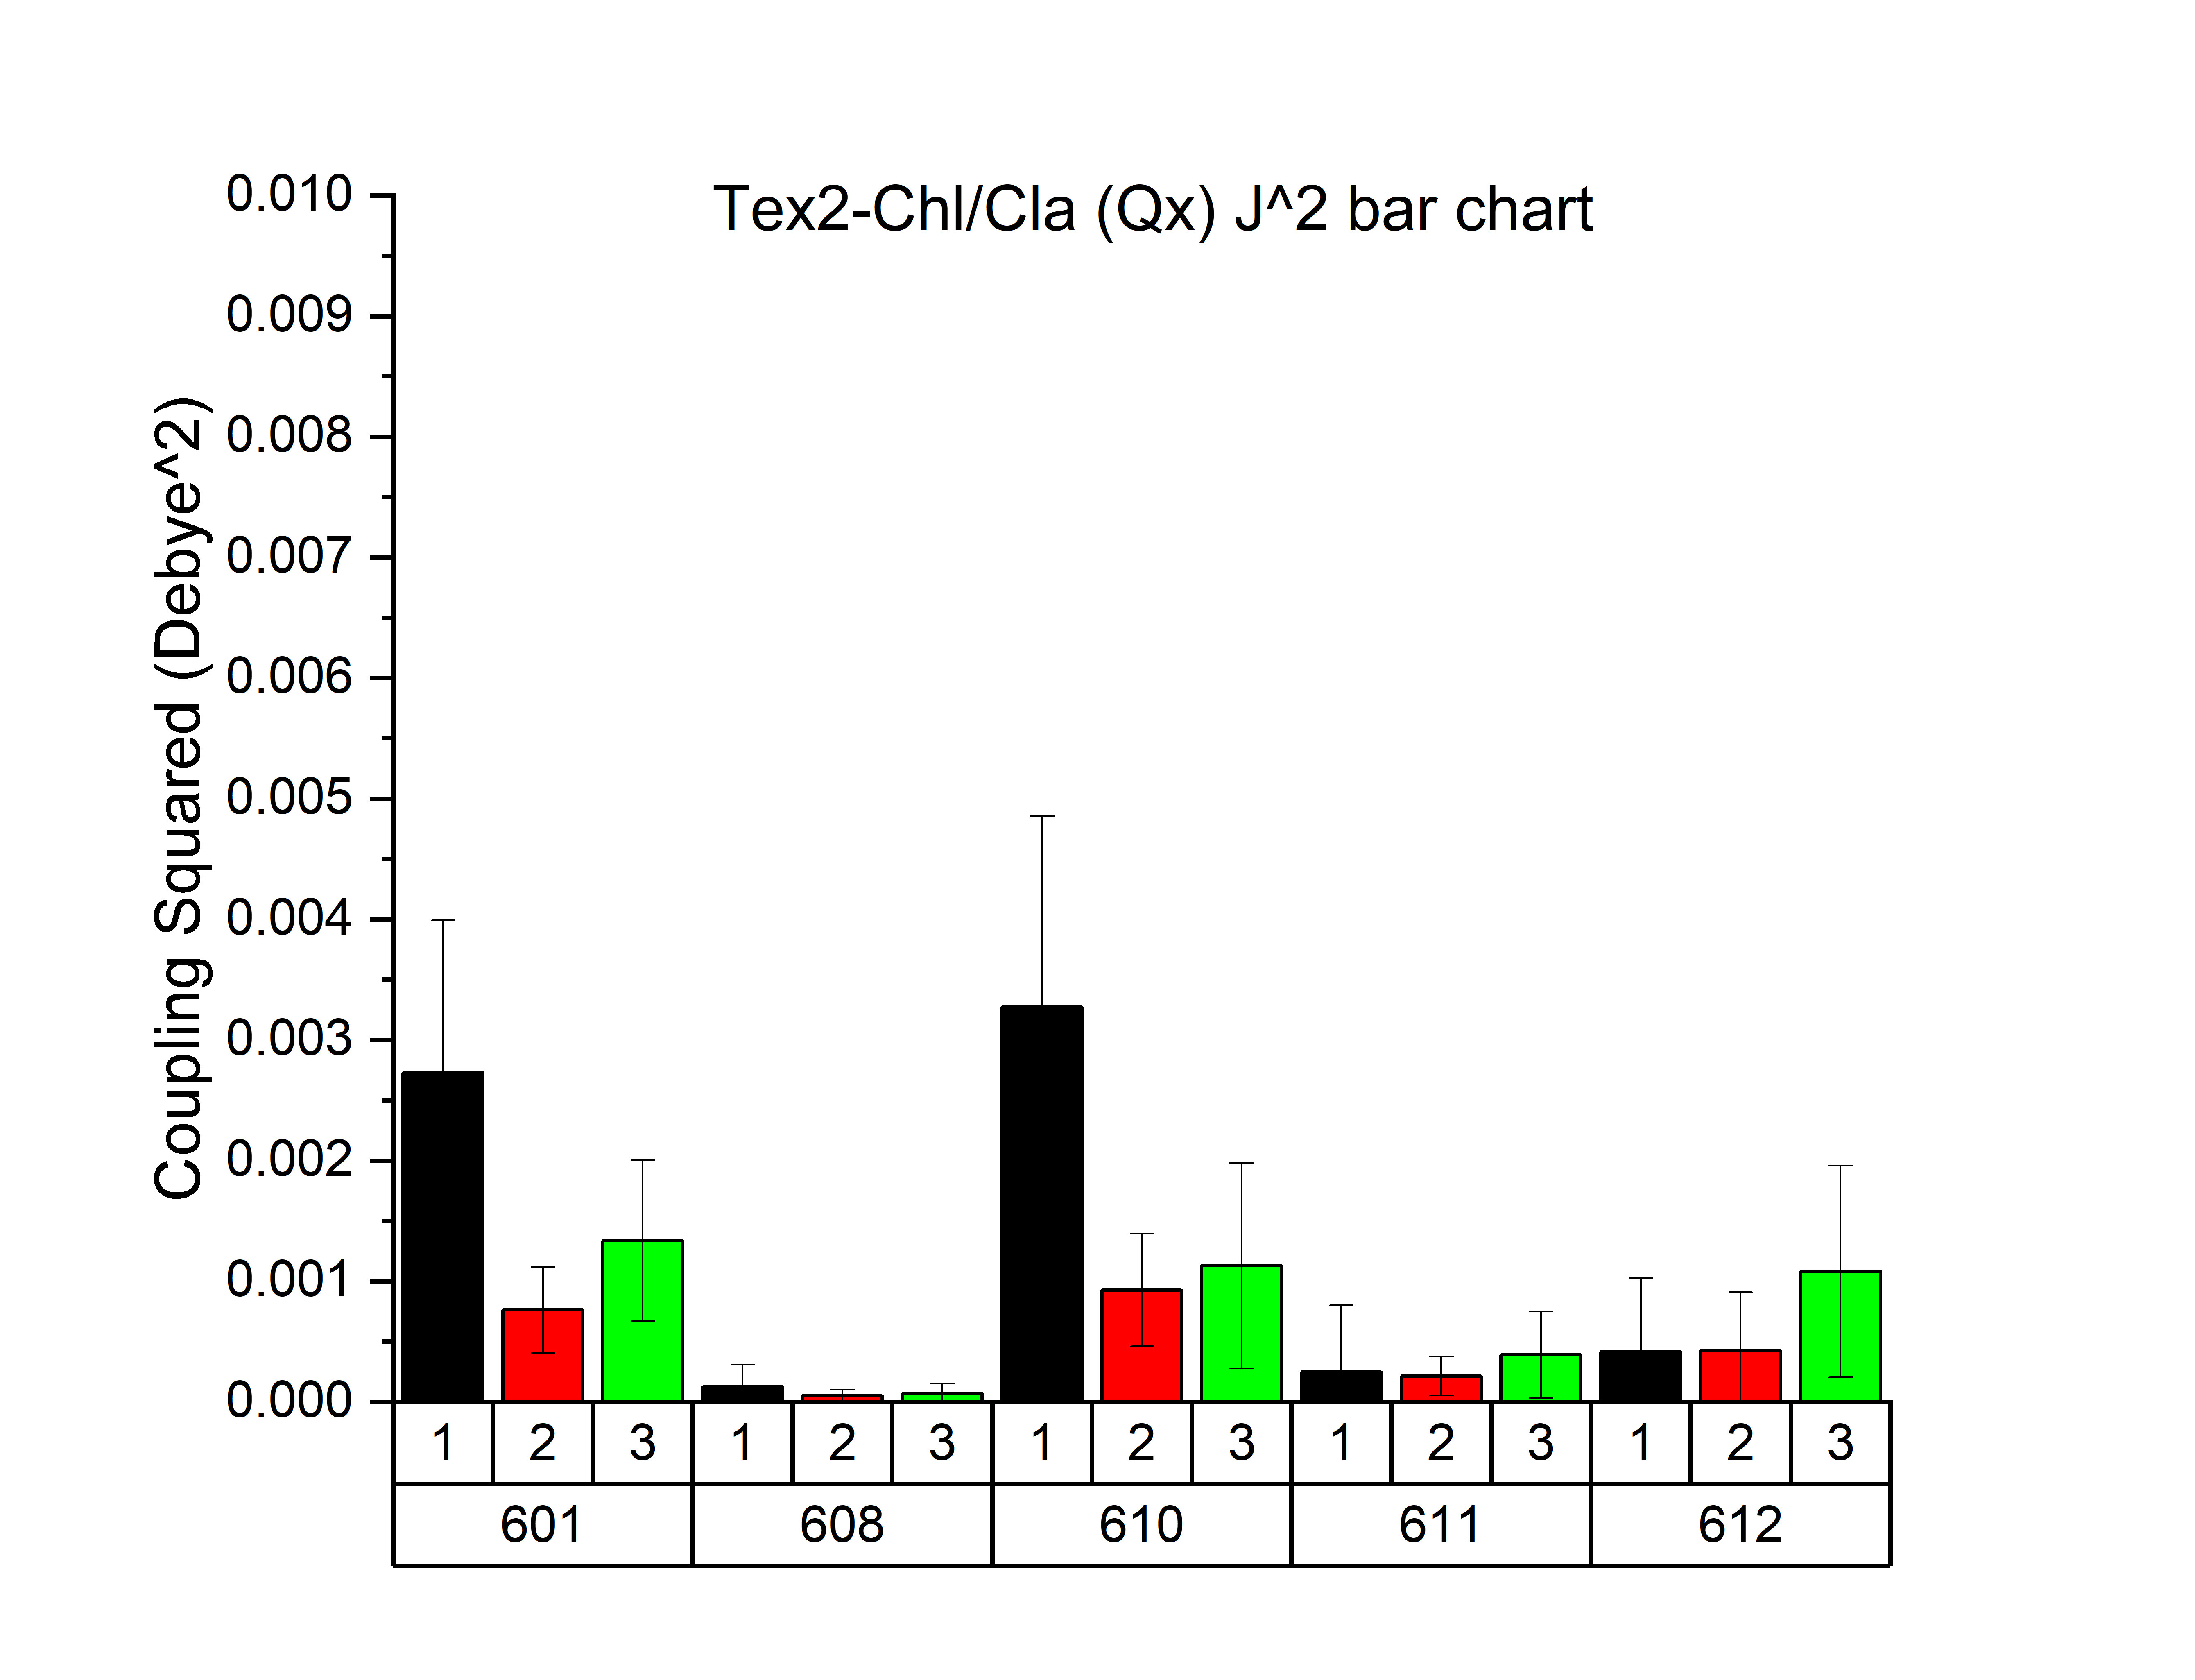 Tex2-Chl/Cla (Qx) J^2 bar chart
Coupling Squared (Debye^2)
0.010
0.009
0.008
0.007
0.006
0.005
0.004
0.003
0.002
0.001
0.000
1 2 3 1 2 3 1 2 3 1 2 3 1 2 3
601 608 610 611 612